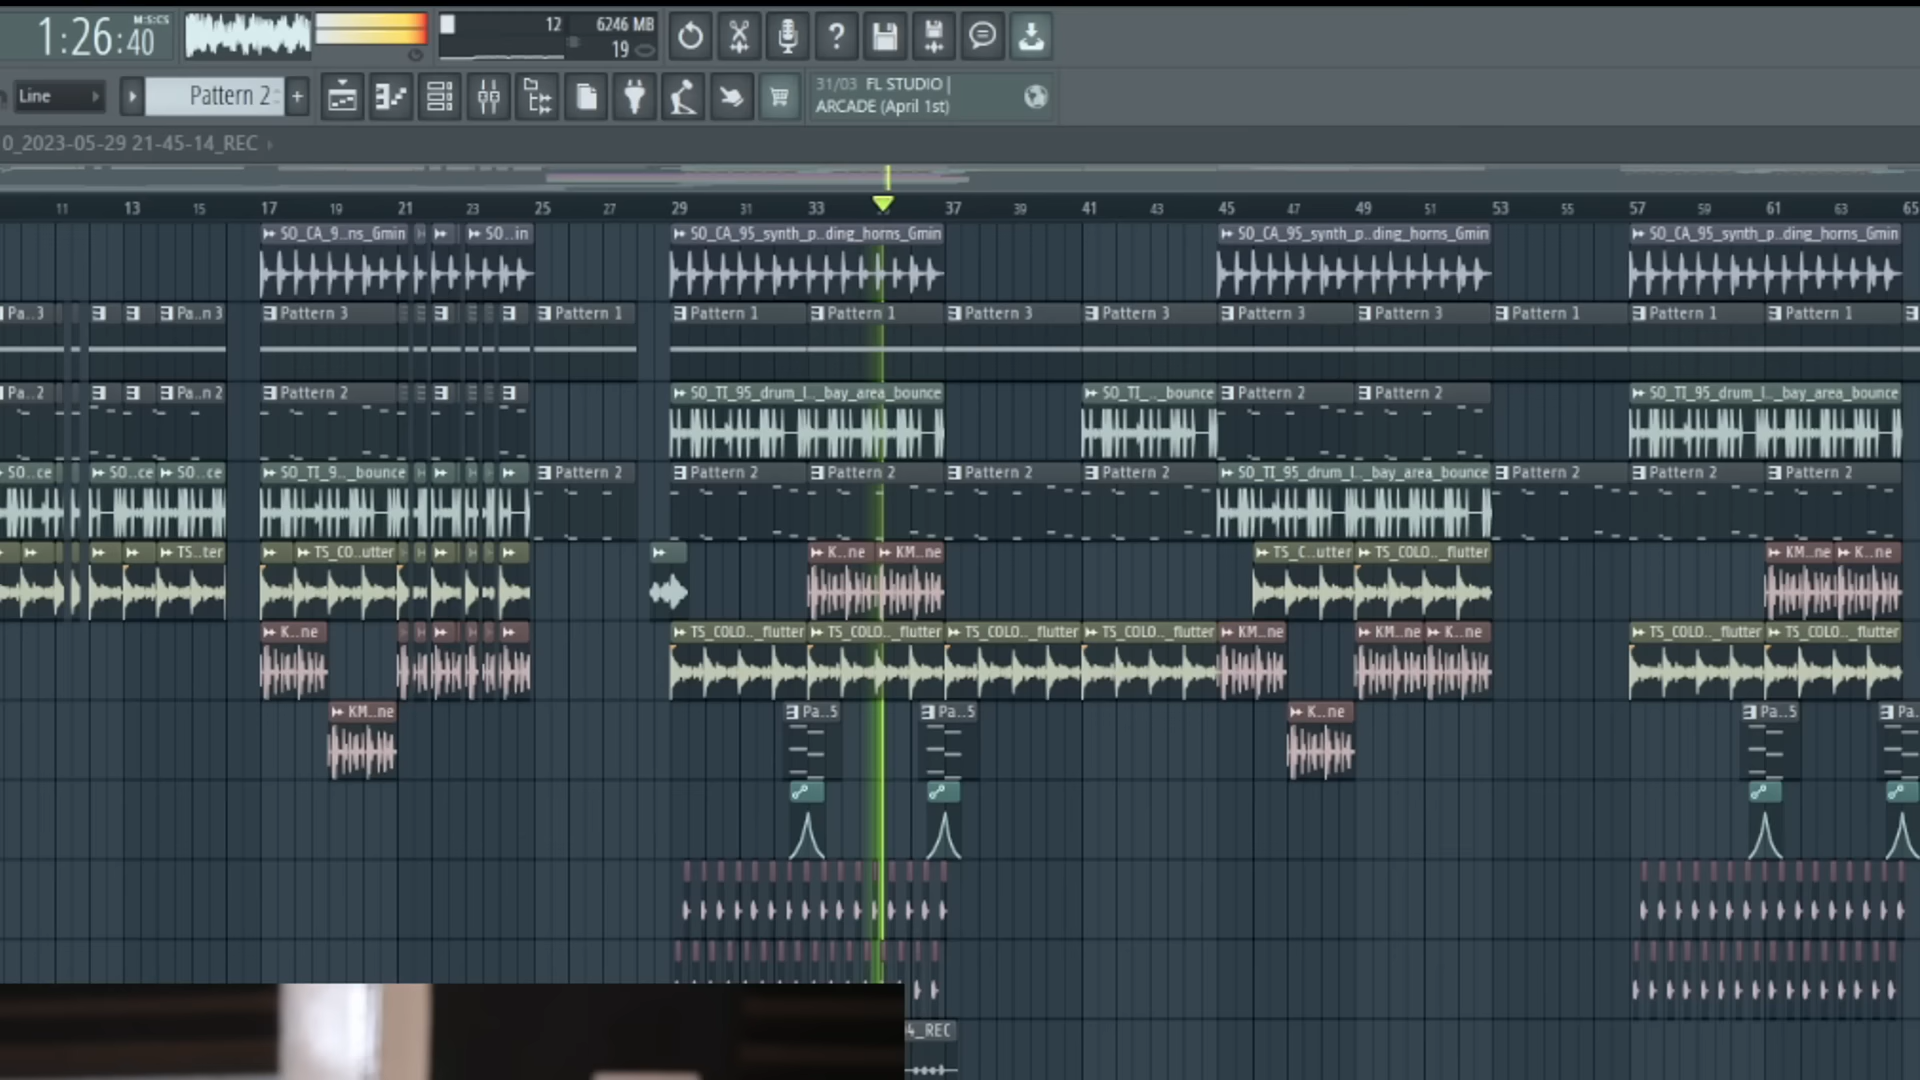 1:26:40 M:S:CS
12 6246 MB
19
?
Line Pattern 2 + 31/03 FL STUDIO |
ARCADE (April 1st)
0_2023-05-29 21-45-14_REC
11 13 15 17 19 21 23 25 27 29 31 33 37 39 41 43 45 47 49 51 53 55 57 59 61 63 65
SO_CA_9..ns_Gmin SO..in SO_CA_95_synth_p..ding_horns_Gmin SO_CA_95_synth_p..ding_horns_Gmin SO_CA_95_synth_p..ding_horns_Gmin
Pa..3 Pa..n 3 Pattern 3 Pattern 1 Pattern 1 Pattern 1 Pattern 3 Pattern 3 Pattern 3 Pattern 3 Pattern 1 Pattern 1 Pattern 1
Pa..2 Pa..n 2 Pattern 2 SO_TI_95_drum_l.._bay_area_bounce SO_TI_.._bounce Pattern 2 Pattern 2 SO_TI_95_drum_l.._bay_area_bounce
SO..ce SO..ce SO..ce SO_TI_9.._bounce Pattern 2 Pattern 2 Pattern 2 Pattern 2 Pattern 2 SO_TI_95_drum_l.._bay_area_bounce Pattern 2 Pattern 2 Pattern 2
TS..ter TS_CO..utter K..ne KM..ne TS_C..utter TS_COLO.._flutter KM..ne K..ne
K..ne TS_COLO.._flutter TS_COLO.._flutter TS_COLO.._flutter TS_COLO.._flutter KM..ne KM..ne K..ne TS_COLO.._flutter TS_COLO.._flutter
KM..ne Pa..5 Pa..5 K..ne Pa..5 Pa..
4_REC